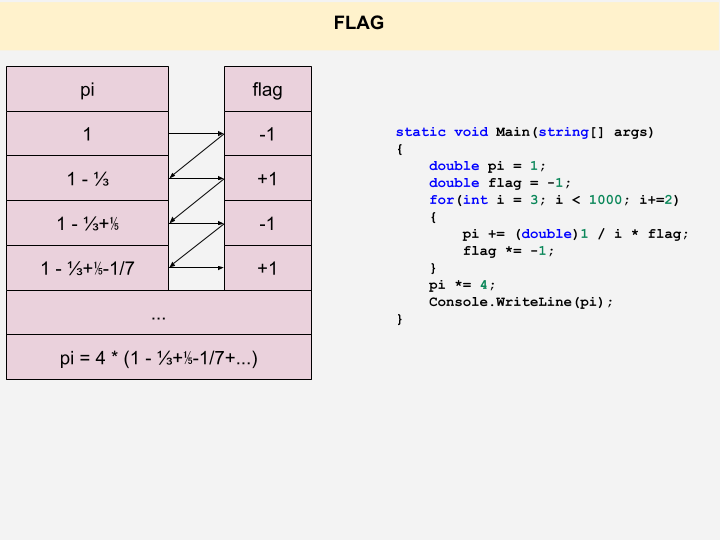 FLAG
pi flag
1 -1
1 - ⅓ +1
1 - ⅓+⅕ -1
1 - ⅓+⅕-1/7 +1
...
pi = 4 * (1 - ⅓+⅕-1/7+...)
static void Main(string[] args)
{
    double pi = 1;
    double flag = -1;
    for(int i = 3; i < 1000; i+=2)
    {
        pi += (double)1 / i * flag;
        flag *= -1;
    }
    pi *= 4;
    Console.WriteLine(pi);
}